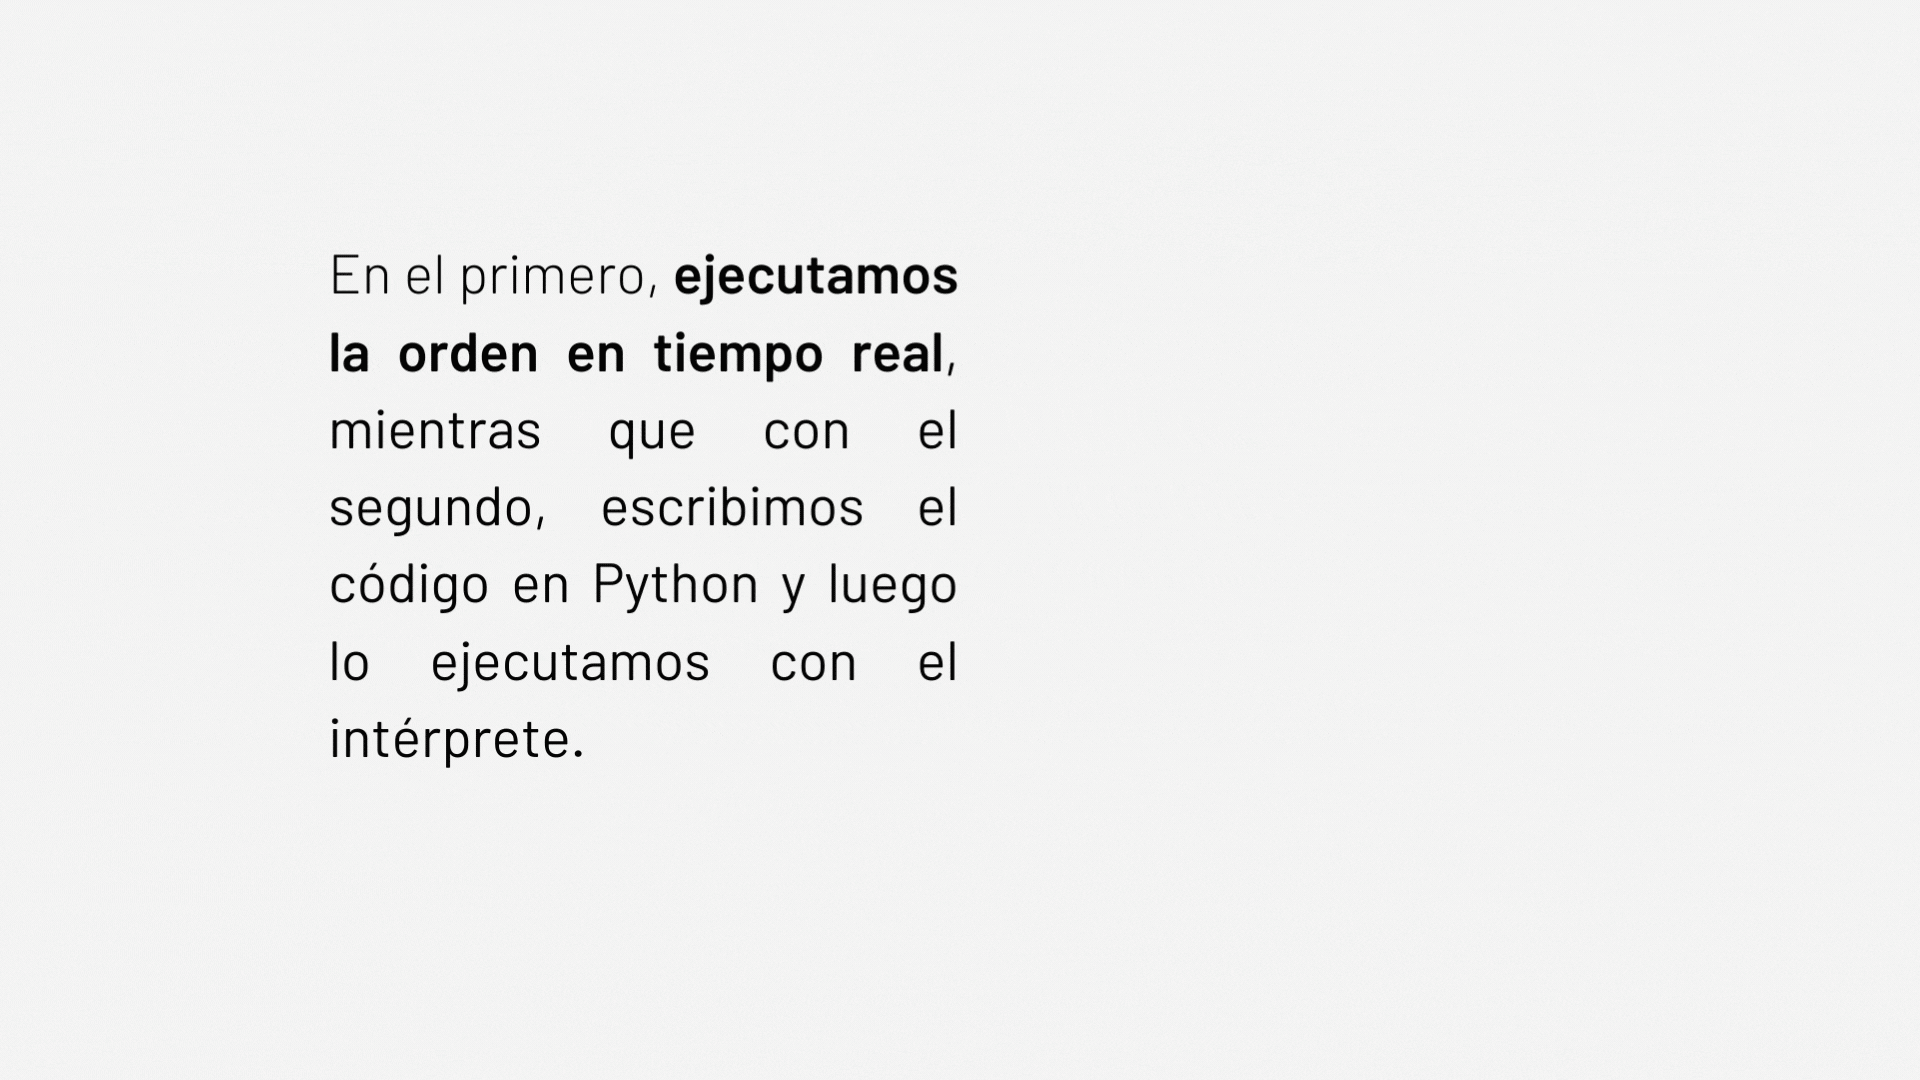 En el primero, ejecutamos
la orden en tiempo real,
mientras que con el
segundo, escribimos el
código en Python y luego
lo ejecutamos con el
intérprete.